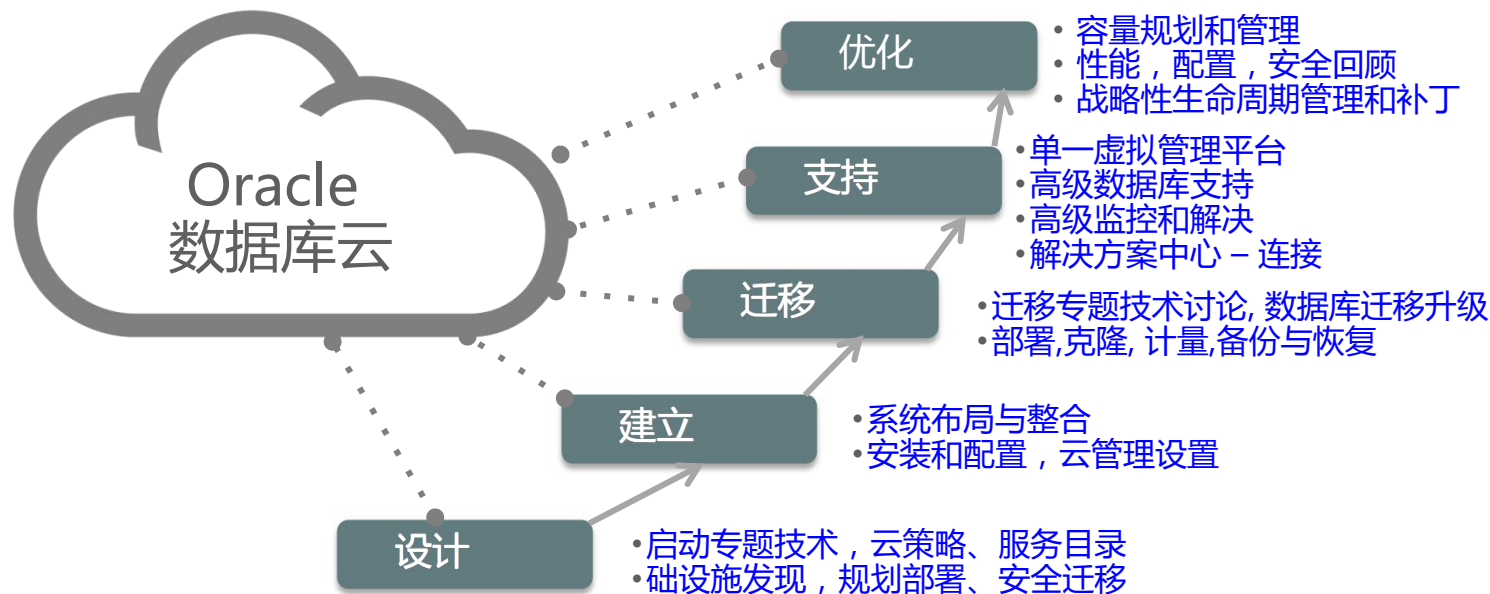 Oracle
数据库云
优化
• 容量规划和管理
• 性能，配置，安全回顾
• 战略性生命周期管理和补丁
支持
•单一虚拟管理平台
•高级数据库支持
•高级监控和解决
•解决方案中心 – 连接
迁移
•迁移专题技术讨论, 数据库迁移升级
•部署,克隆, 计量,备份与恢复
建立
•系统布局与整合
•安装和配置，云管理设置
设计
•启动专题技术，云策略、服务目录
•础设施发现，规划部署、安全迁移